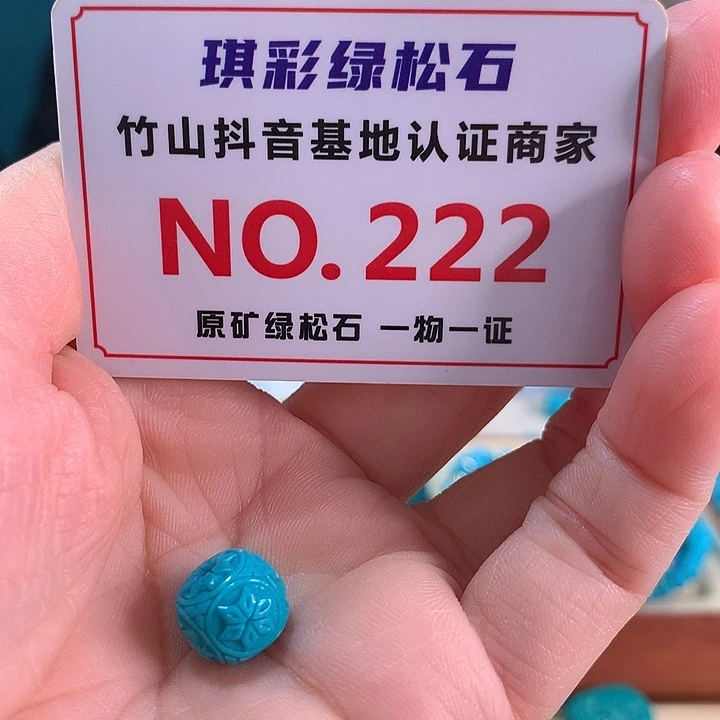 琪彩绿松石
竹山抖音基地认证商家
NO.222
原矿绿松石 一物一证